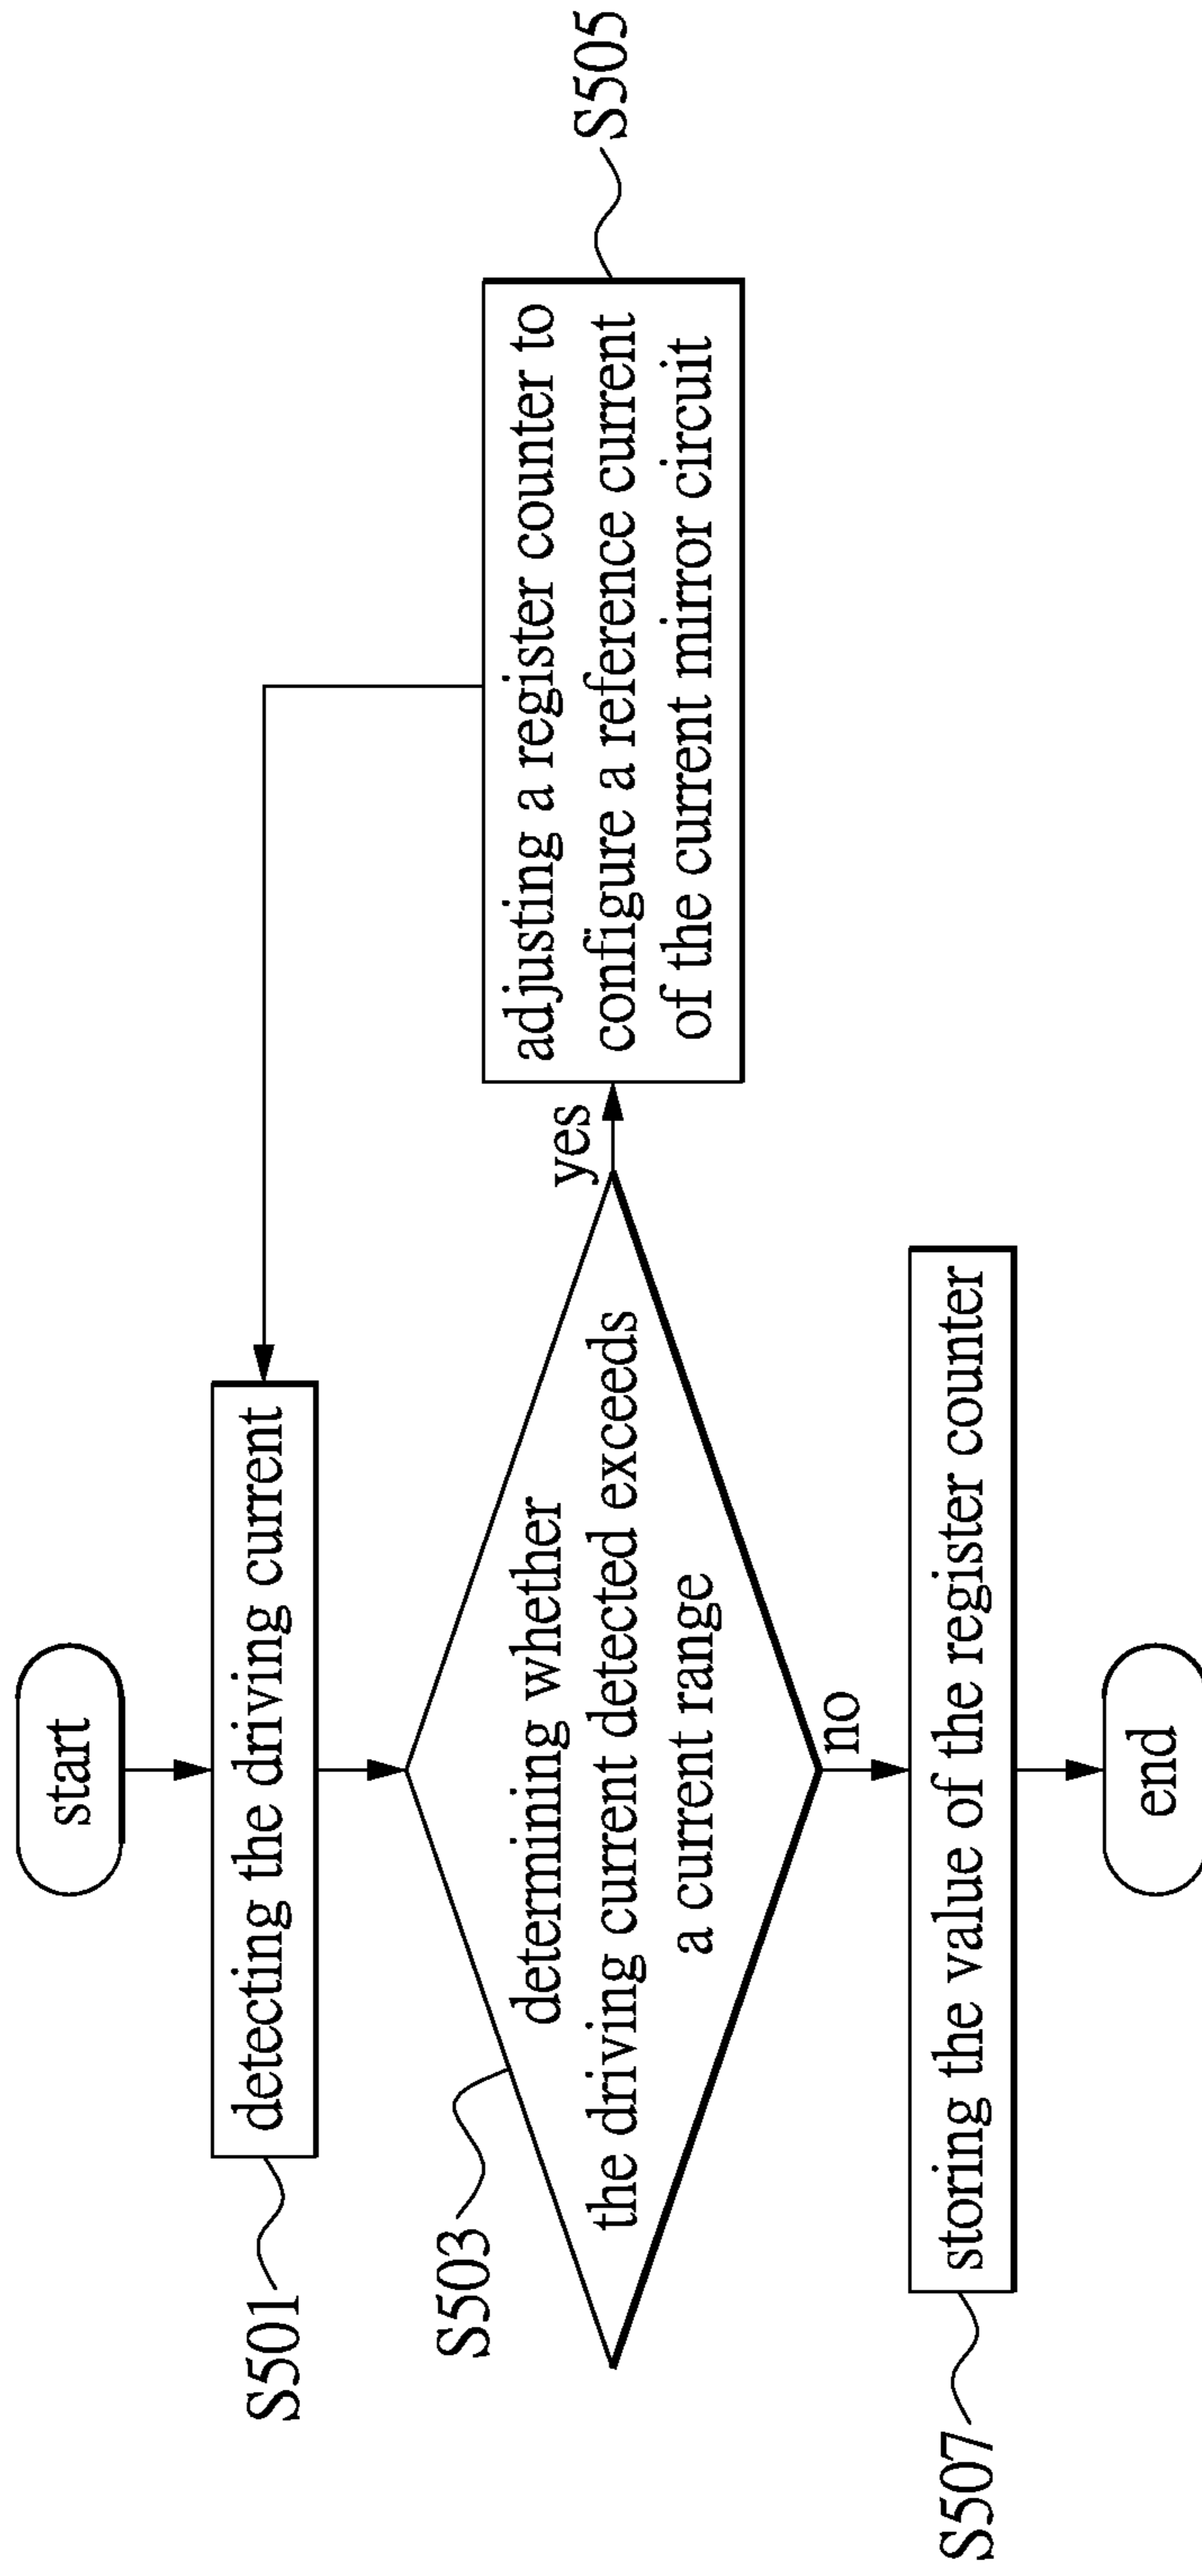 start
S501
detecting the driving current
S503
determining whether
the driving current detected exceeds
a current range
yes
adjusting a register counter to
configure a reference current
of the current mirror circuit
S505
no
S507
storing the value of the register counter
end